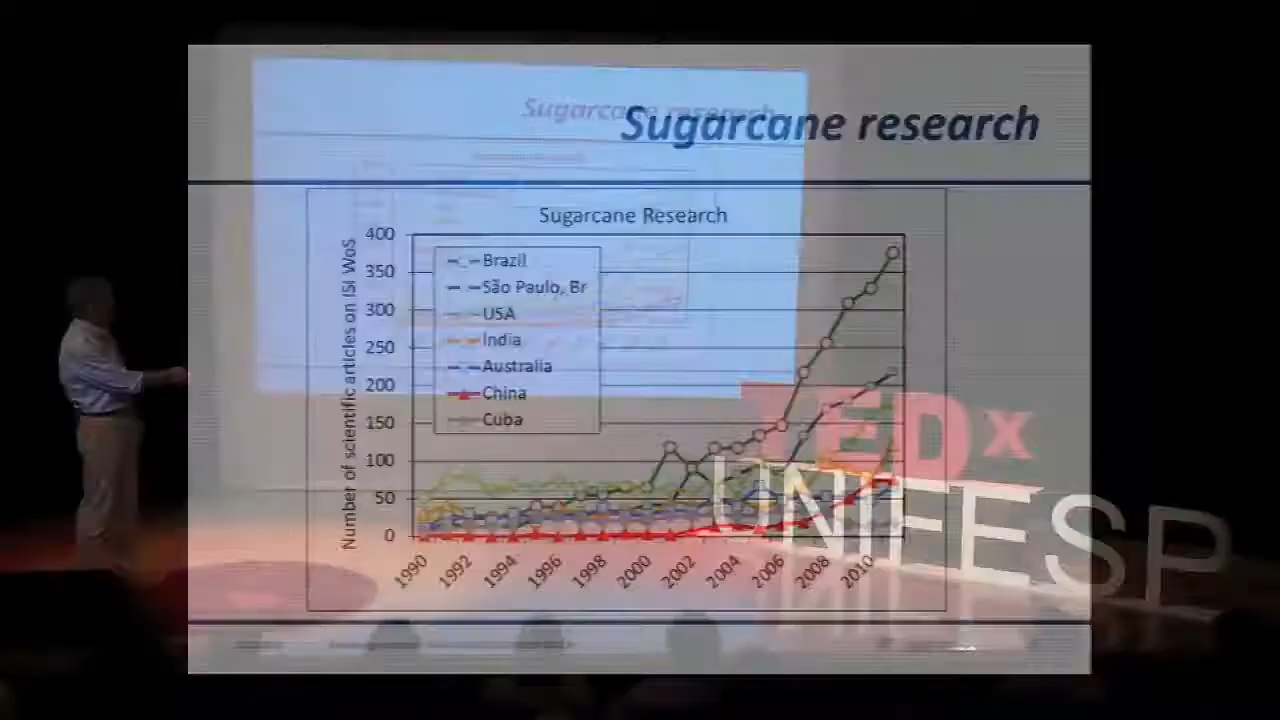 Sugarcane research
Sugarcane research
Sugarcane Research
Number of scientific articles on ISI WoS
400
350
300
250
200
150
100
50
0
Brazil
São Paulo, Br
USA
India
Australia
China
Cuba
1990
1992
1994
1996
1998
2000
2002
2004
2006
2008
2010
TEDx
UNIFESP